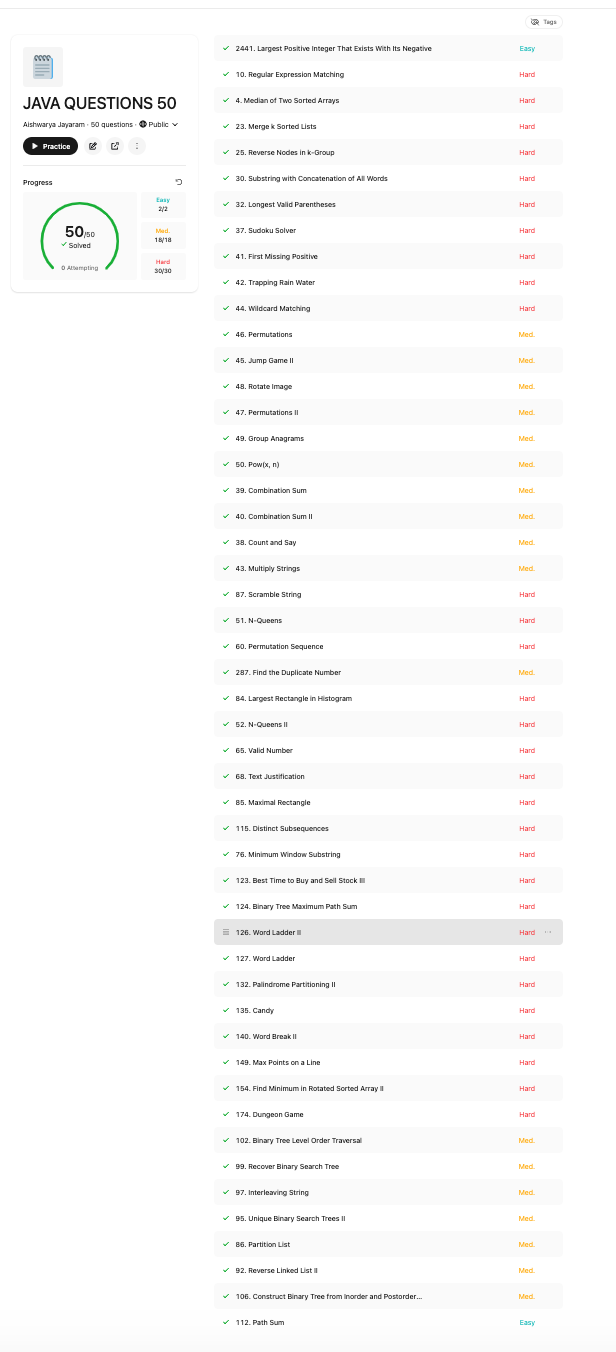 Tags
JAVA QUESTIONS 50
Aishwarya Jayaram · 50 questions · Public
Practice
Progress
50/50
Solved
0 Attempting
Easy
2/2
Med.
18/18
Hard
30/30
2441. Largest Positive Integer That Exists With Its Negative Easy
10. Regular Expression Matching Hard
4. Median of Two Sorted Arrays Hard
23. Merge k Sorted Lists Hard
25. Reverse Nodes in k-Group Hard
30. Substring with Concatenation of All Words Hard
32. Longest Valid Parentheses Hard
37. Sudoku Solver Hard
41. First Missing Positive Hard
42. Trapping Rain Water Hard
44. Wildcard Matching Hard
46. Permutations Med.
45. Jump Game II Med.
48. Rotate Image Med.
47. Permutations II Med.
49. Group Anagrams Med.
50. Pow(x, n) Med.
39. Combination Sum Med.
40. Combination Sum II Med.
38. Count and Say Med.
43. Multiply Strings Med.
87. Scramble String Hard
51. N-Queens Hard
60. Permutation Sequence Hard
287. Find the Duplicate Number Med.
84. Largest Rectangle in Histogram Hard
52. N-Queens II Hard
65. Valid Number Hard
68. Text Justification Hard
85. Maximal Rectangle Hard
115. Distinct Subsequences Hard
76. Minimum Window Substring Hard
123. Best Time to Buy and Sell Stock III Hard
124. Binary Tree Maximum Path Sum Hard
126. Word Ladder II Hard
127. Word Ladder Hard
132. Palindrome Partitioning II Hard
135. Candy Hard
140. Word Break II Hard
149. Max Points on a Line Hard
154. Find Minimum in Rotated Sorted Array II Hard
174. Dungeon Game Hard
102. Binary Tree Level Order Traversal Med.
99. Recover Binary Search Tree Med.
97. Interleaving String Med.
95. Unique Binary Search Trees II Med.
86. Partition List Med.
92. Reverse Linked List II Med.
106. Construct Binary Tree from Inorder and Postorder... Med.
112. Path Sum Easy